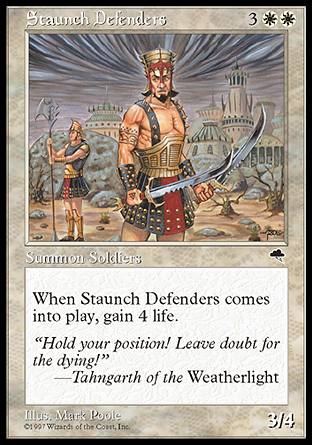 Staunch Defenders 3
Summon Soldiers
When Staunch Defenders comes
into play, gain 4 life.
“Hold your position! Leave doubt for
the dying!”
—Tahngarth of the Weatherlight
Illus. Mark Poole
©1997 Wizards of the Coast, Inc.
3/4